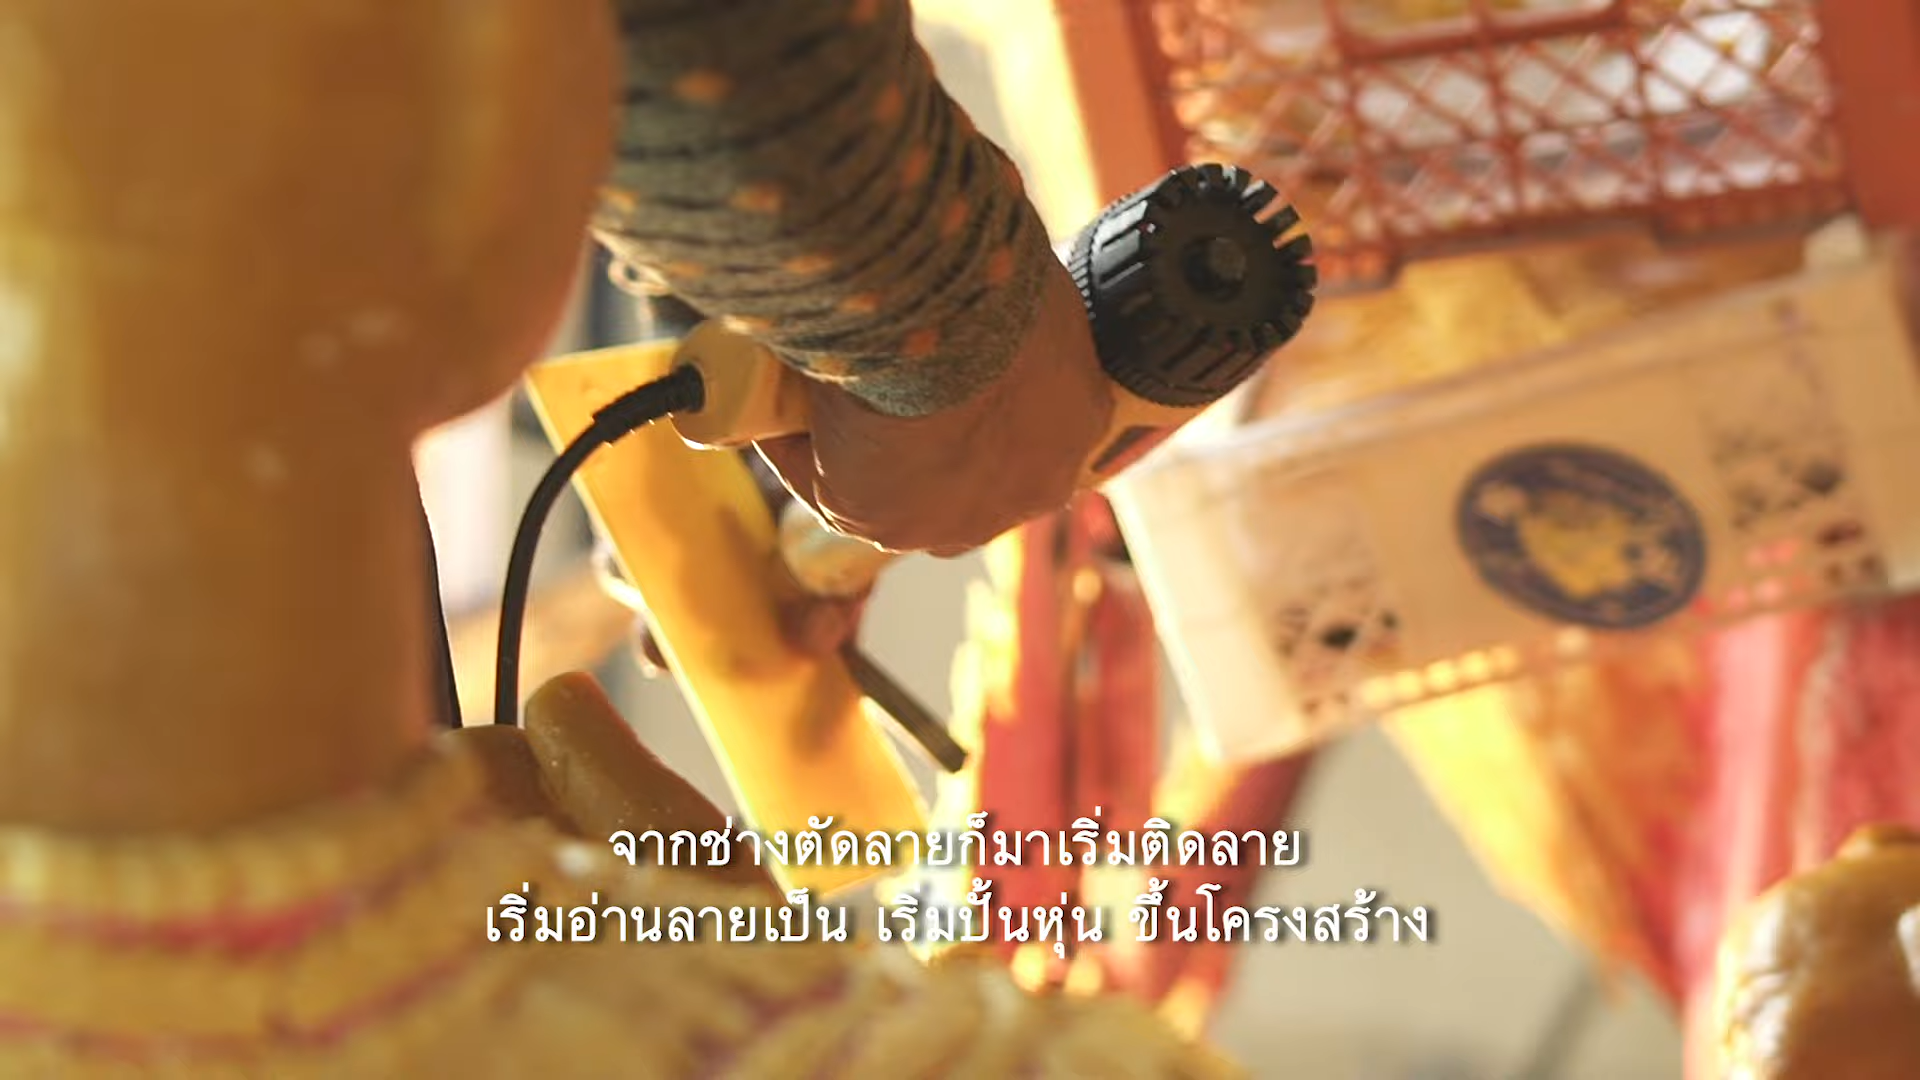 จากช่างตัดลายก็มาเริ่มติดลาย
เริ่มอ่านลายเป็น เริ่มปั้นหุ่น ขึ้นโครงสร้าง